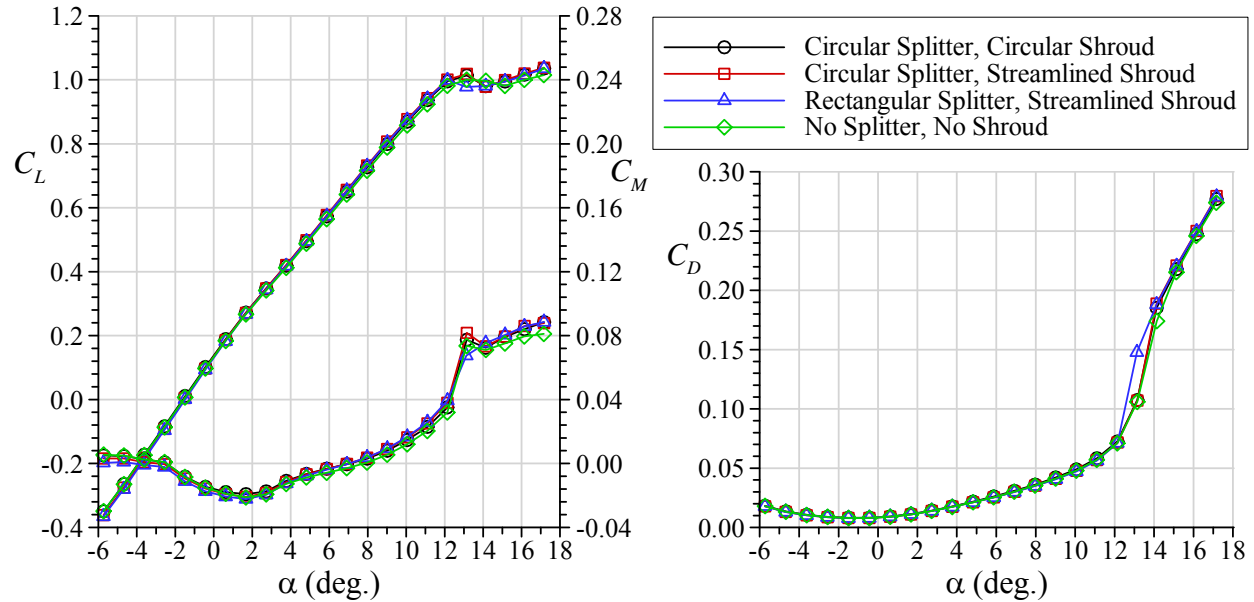 1.2
1.0
0.8
0.6
0.4
0.2
0.0
-0.2
-0.4
C_L
0.28
0.24
0.20
0.16
0.12
0.08
0.04
0.00
-0.04
C_M
-6 -4 -2 0 2 4 6 8 10 12 14 16 18
α (deg.)
Circular Splitter, Circular Shroud
Circular Splitter, Streamlined Shroud
Rectangular Splitter, Streamlined Shroud
No Splitter, No Shroud
0.30
0.25
0.20
0.15
0.10
0.05
0.00
C_D
-6 -4 -2 0 2 4 6 8 10 12 14 16 18
α (deg.)